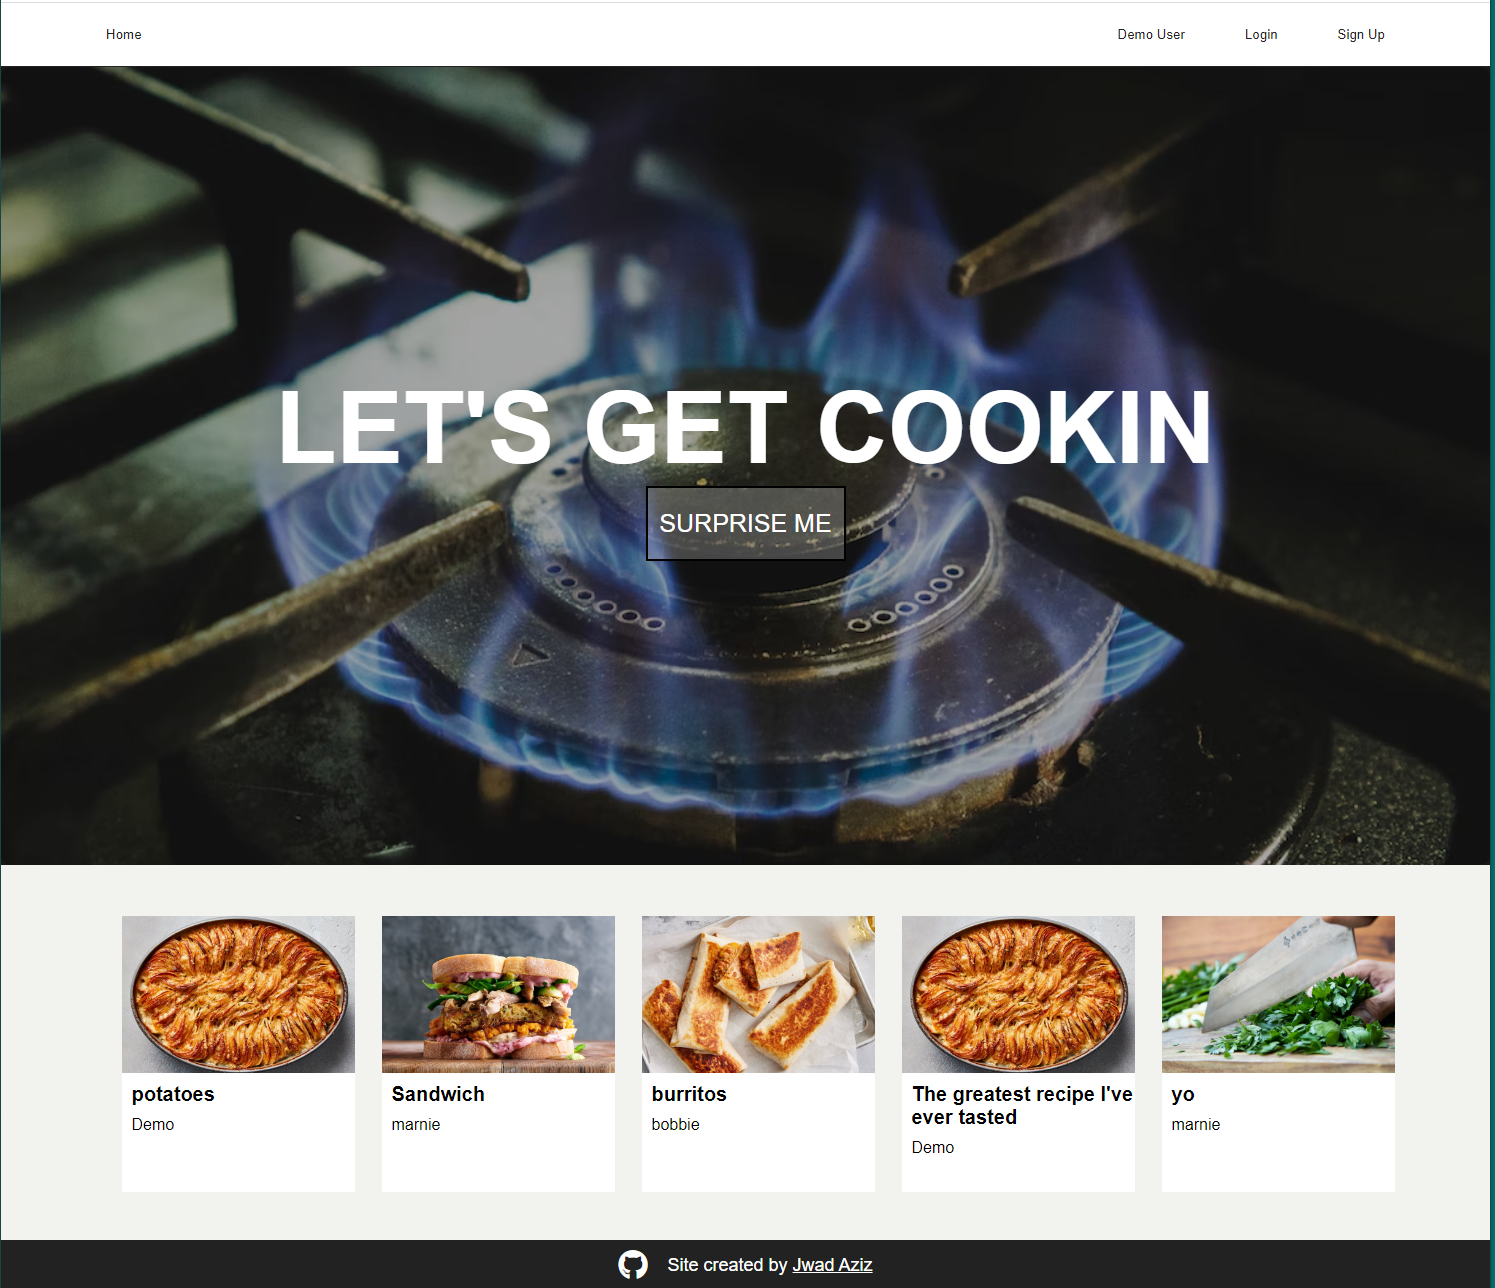 Home
Demo User
Login
Sign Up
LET'S GET COOKIN
SURPRISE ME
potatoes
Demo
Sandwich
marnie
burritos
bobbie
The greatest recipe I've
ever tasted
Demo
yo
marnie
Site created by Jwad Aziz